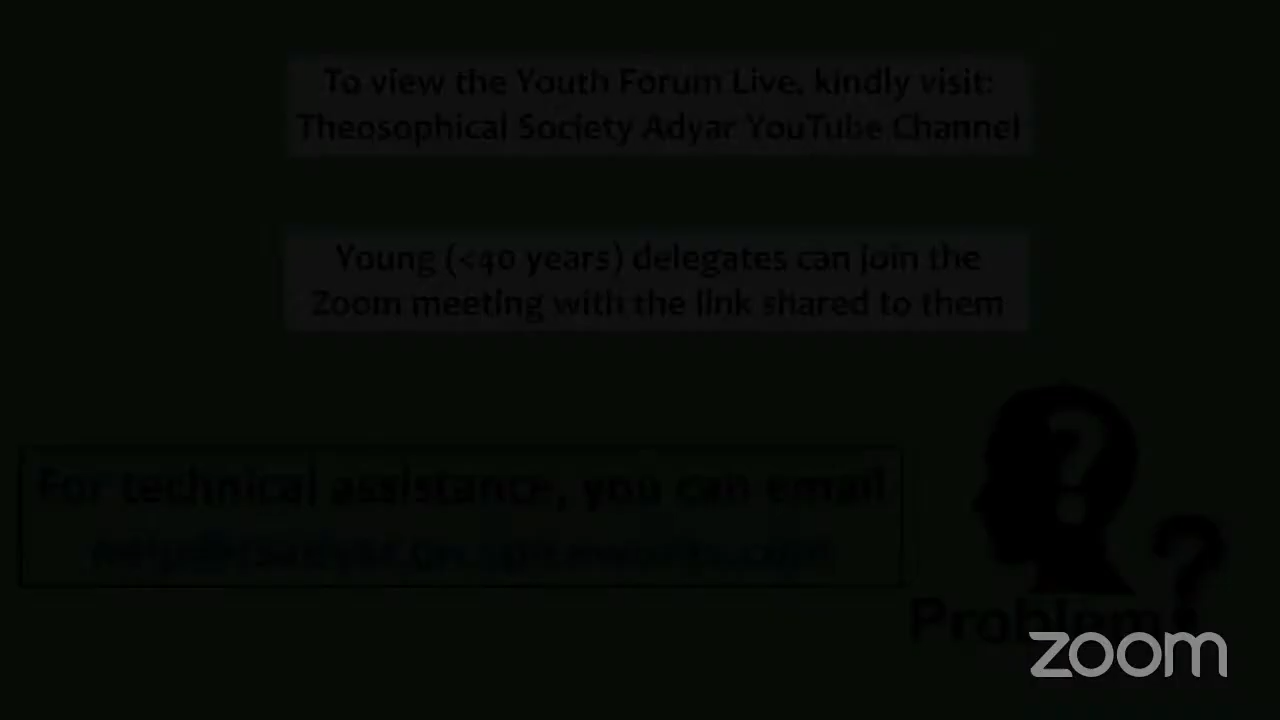 To view the Youth Forum Live, kindly visit:
Theosophical Society Adyar YouTube Channel
Young (<40 years) delegates can join the
Zoom meeting with the link shared to them
For technical assistance, you can email
Problem
zoom